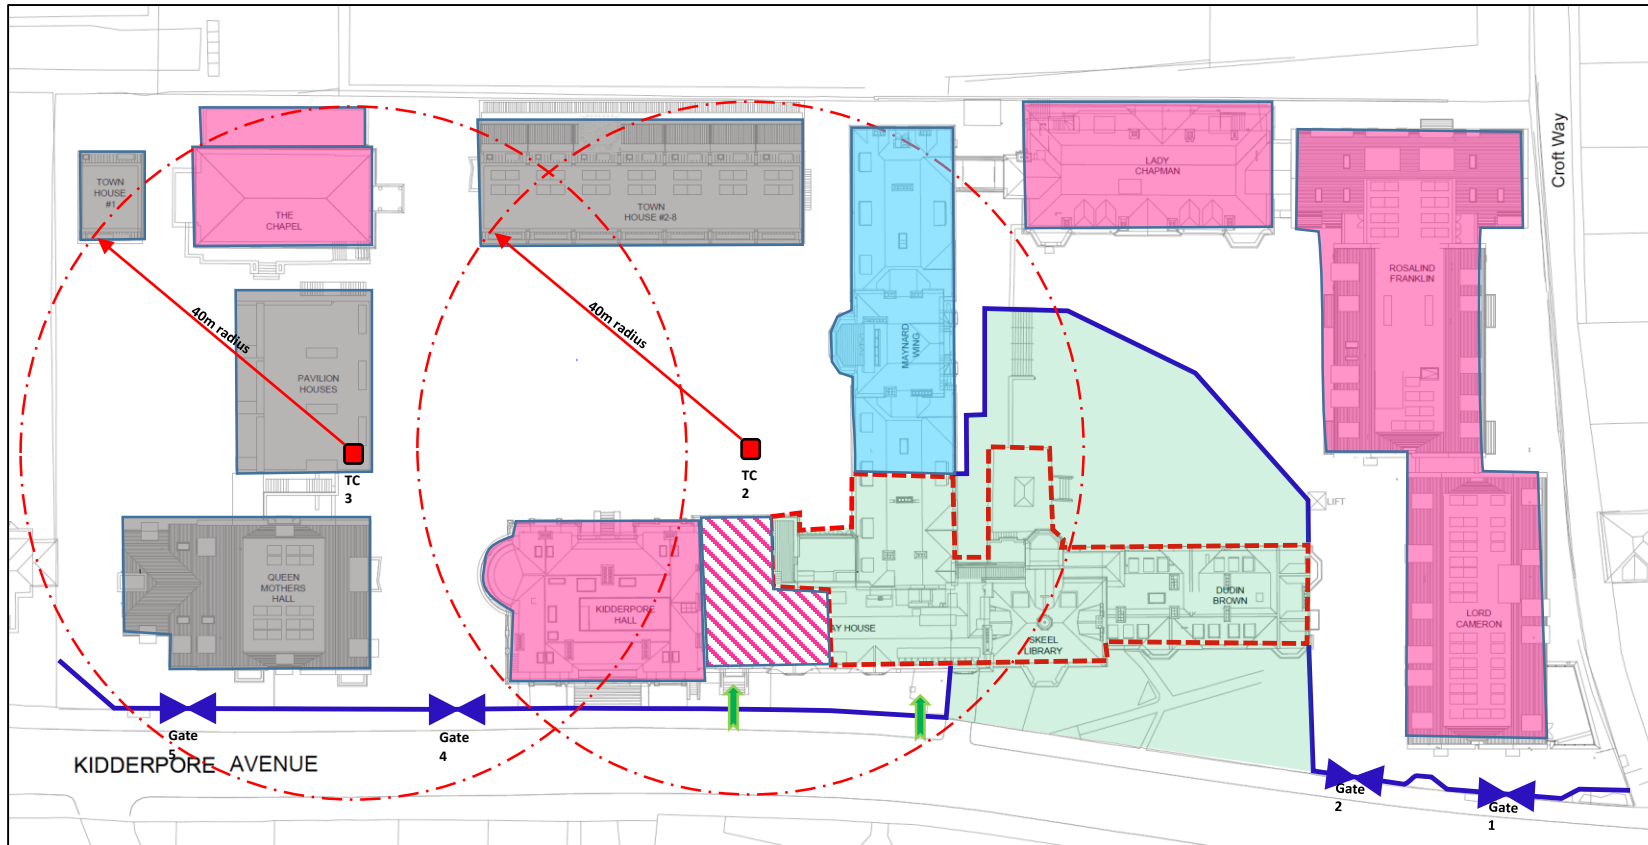 Croft Way
TOWN
HOUSE
#1
THE
CHAPEL
TOWN
HOUSE #2-8
LADY
CHAPMAN
ROSALIND
FRANKLIN
40m radius
40m radius
MAYNARD
WING
PAVILION
HOUSES
TC
3
TC
2
LIFT
QUEEN
MOTHERS
HALL
KIDDERPORE
HALL
AY HOUSE
SKEEL
LIBRARY
DUDIN
BROWN
LORD
CAMERON
Gate
5
Gate
4
KIDDERPORE AVENUE
Gate
2
Gate
1